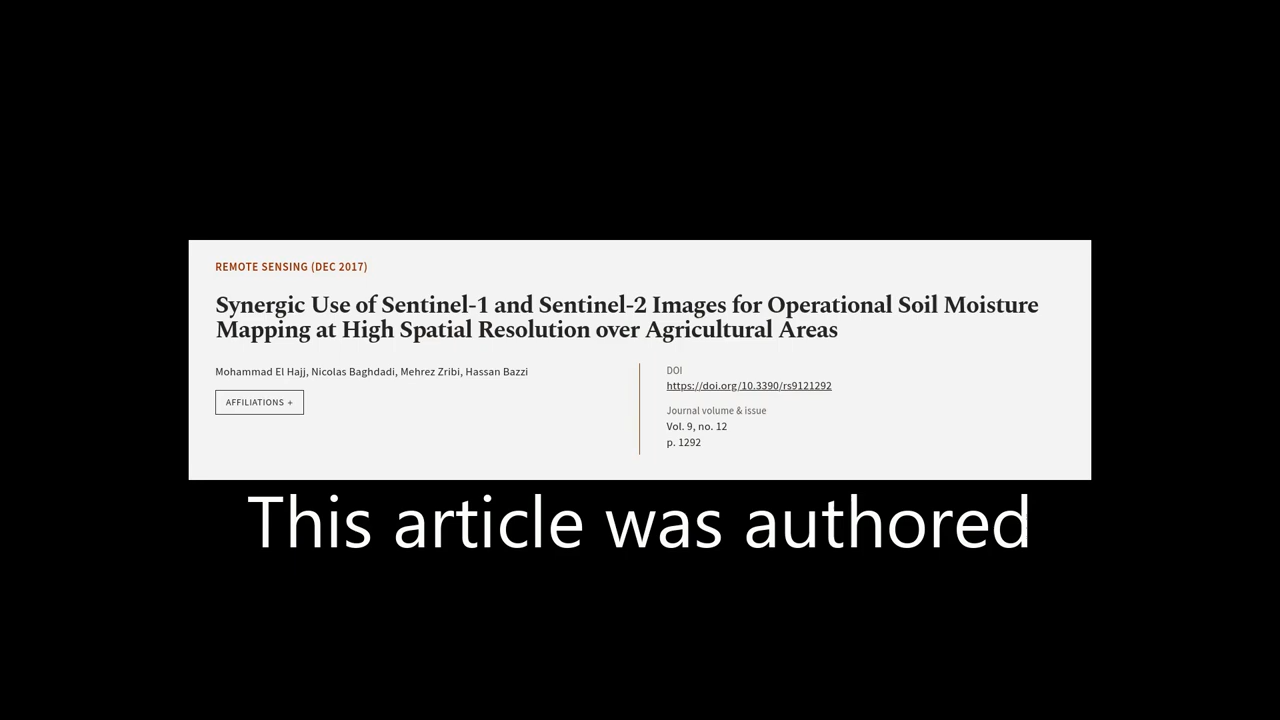 REMOTE SENSING (DEC 2017)
Synergic Use of Sentinel-1 and Sentinel-2 Images for Operational Soil Moisture
Mapping at High Spatial Resolution over Agricultural Areas
Mohammad El Hajj, Nicolas Baghdadi, Mehrez Zribi, Hassan Bazzi
AFFILIATIONS +
DOI
https://doi.org/10.3390/rs9121292
Journal volume & issue
Vol. 9, no. 12
p. 1292
This article was authored